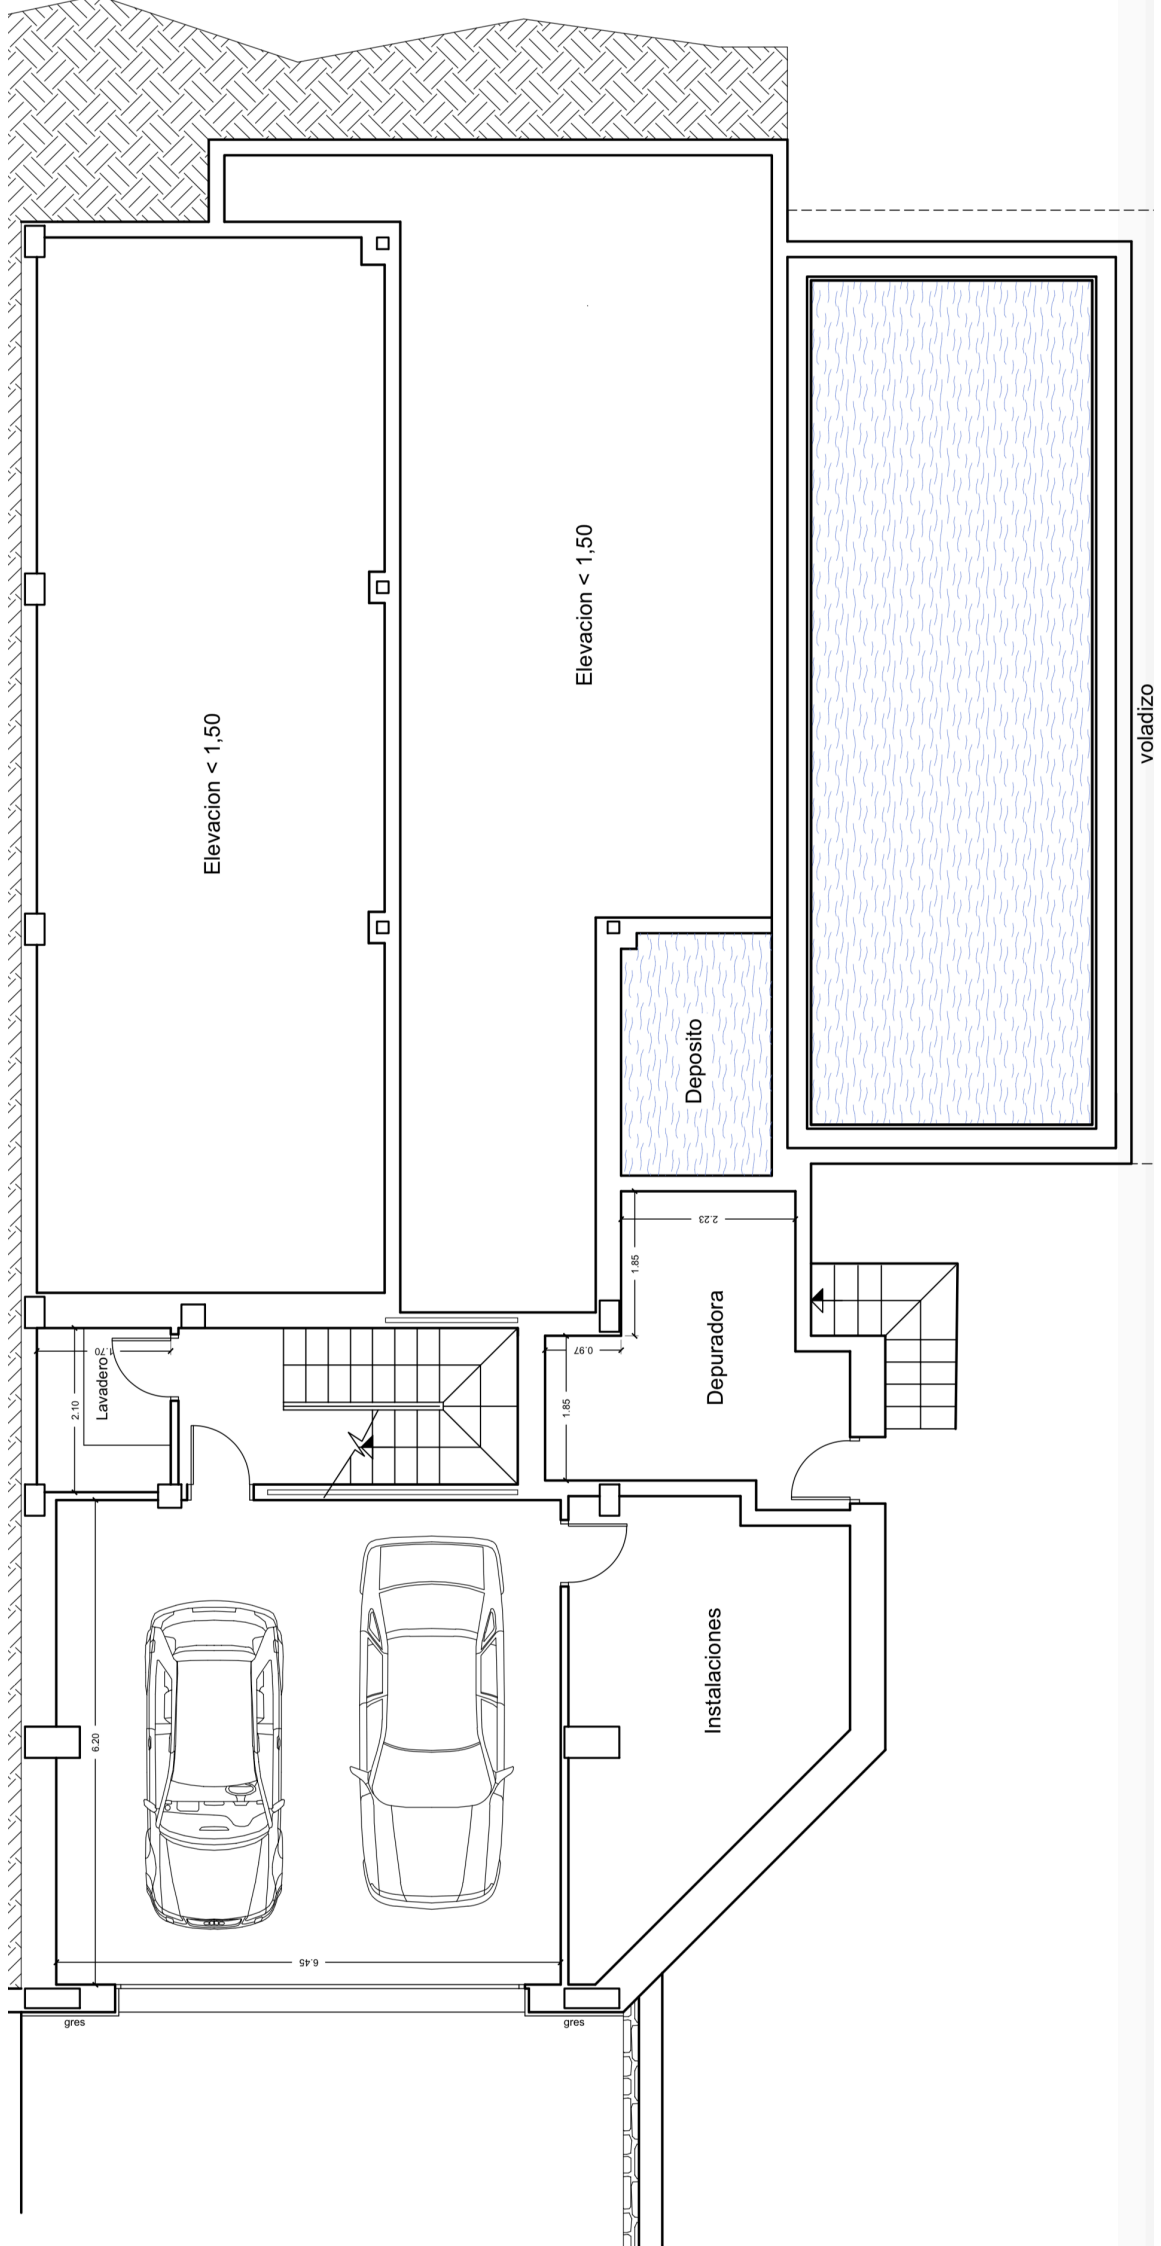 Elevacion < 1,50
Elevacion < 1,50
voladizo
Deposito
2.23
1.85
Depuradora
0.97
1.85
1.70
Lavadero
2.10
Instalaciones
6.20
6.45
gres
gres